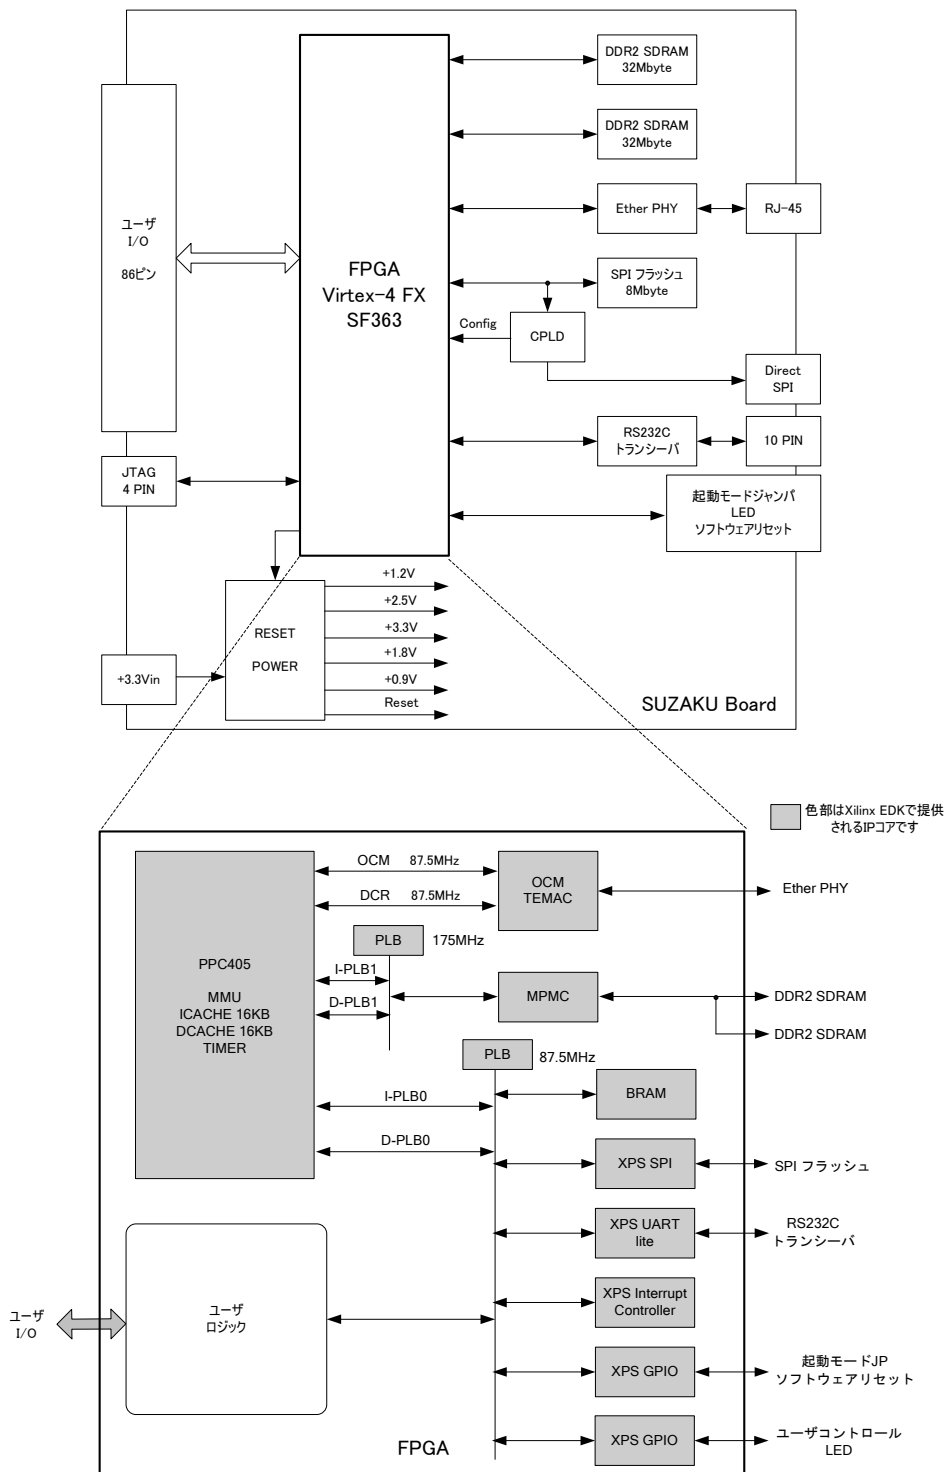 DDR2 SDRAM
32Mbyte
DDR2 SDRAM
32Mbyte
Ether PHY
RJ-45
ユーザ
I/O
86ピン
FPGA
Virtex-4 FX
SF363
SPI フラッシュ
8Mbyte
Config
CPLD
Direct
SPI
RS232C
トランシーバ
10 PIN
JTAG
4 PIN
起動モードジャンパ
LED
ソフトウェアリセット
RESET
POWER
+1.2V
+2.5V
+3.3V
+1.8V
+0.9V
Reset
+3.3Vin
SUZAKU Board
色部はXilinx EDKで提供
されるIPコアです
PPC405
MMU
ICACHE 16KB
DCACHE 16KB
TIMER
OCM 87.5MHz
DCR 87.5MHz
OCM
TEMAC
Ether PHY
PLB
175MHz
I-PLB1
D-PLB1
MPMC
DDR2 SDRAM
DDR2 SDRAM
PLB
87.5MHz
I-PLB0
D-PLB0
BRAM
XPS SPI
SPI フラッシュ
XPS UART
lite
RS232C
トランシーバ
XPS Interrupt
Controller
ユーザ
I/O
ユーザ
ロジック
XPS GPIO
起動モードJP
ソフトウェアリセット
XPS GPIO
ユーザコントロール
LED
FPGA